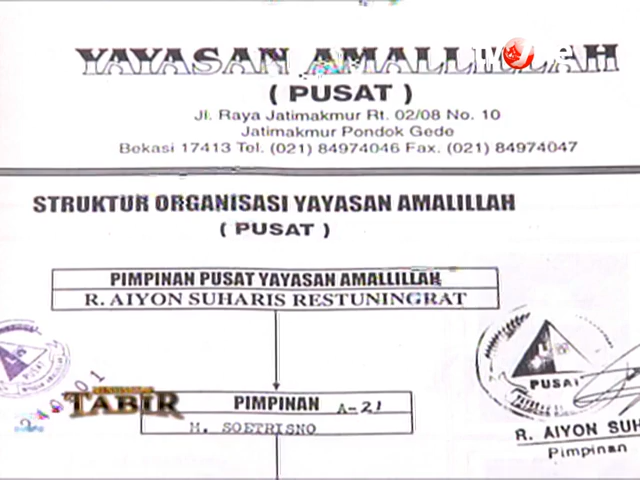 YAYASAN AMALLILLAH
( PUSAT )
Jl. Raya Jatimakmur Rt. 02/08 No. 10
Jatimakmur Pondok Gede
Bekasi 17413 Tel. (021) 84974046 Fax. (021) 84974047
STRUKTUR ORGANISASI YAYASAN AMALILLAH
( PUSAT )
PIMPINAN PUSAT YAYASAN AMALLILLAH
R. AIYON SUHARIS RESTUNINGRAT
PUSAT
PUSAT
TABIR
PIMPINAN A-21
M. SOETRISNO
R. AIYON SUH
Pimpinan